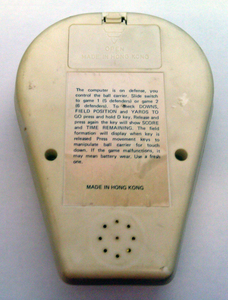 The computer is on defense, you
control the ball carrier. Slide switch
to game 1 (5 defenders) or game 2
(8 defenders). To check DOWNS,
FIELD POSITION and YARDS TO
GO press and hold D key. Release and
press again the key will show SCORE
and TIME REMAINING. The field
formation will display when key is
released. Press movement keys to
manipulate ball carrier for touch
down. If the game malfunctions, it
may mean battery wear. Use a fresh
one.
MADE IN HONG KONG